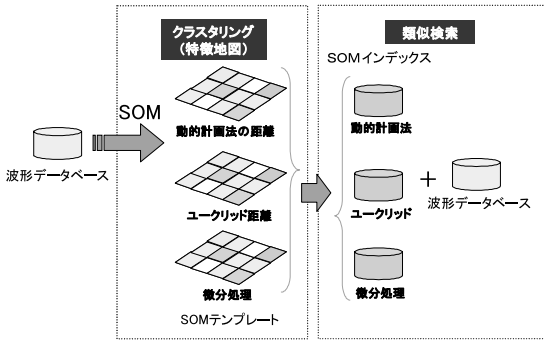 クラスタリング
(特徴地図)
類似検索
SOMインデックス
SOM
動的計画法の距離
動的計画法
波形データベース
ユークリッド距離
ユークリッド
+
波形データベース
微分処理
微分処理
SOMテンプレート